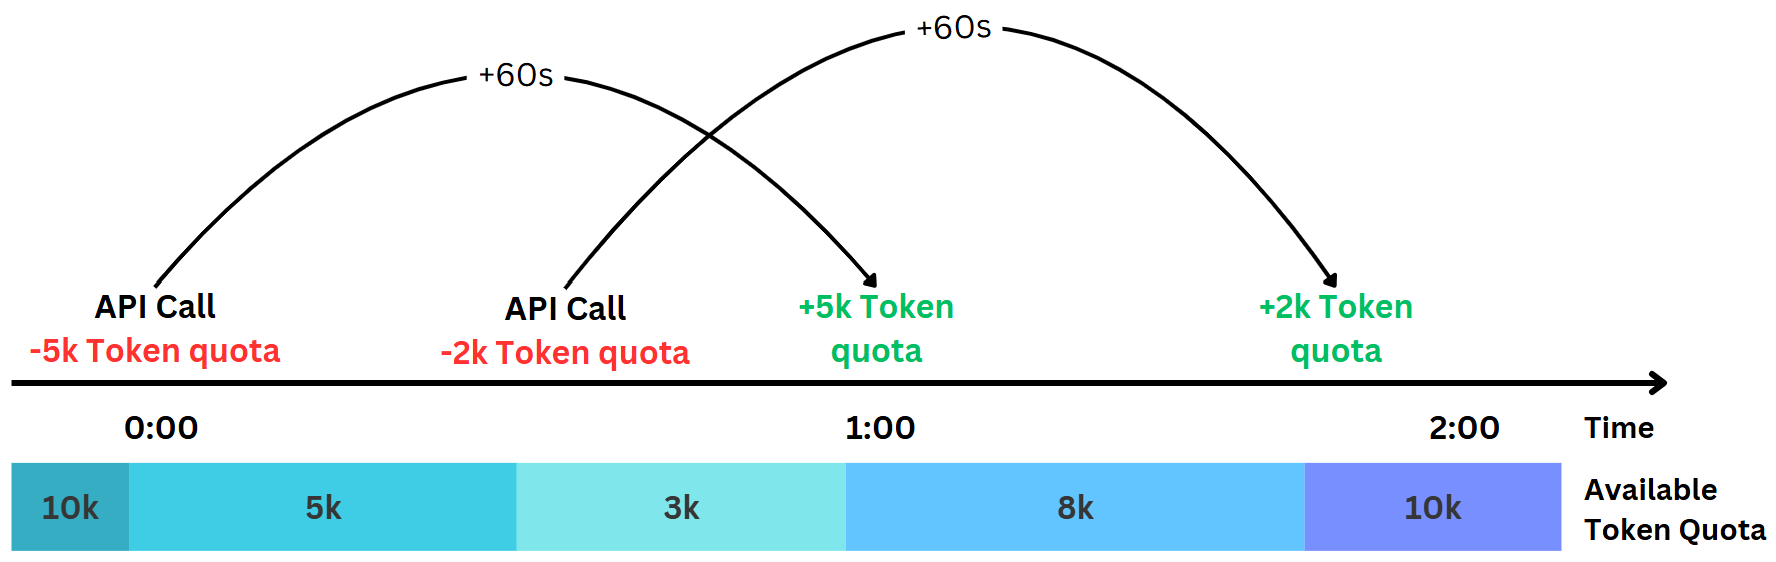 +60s
+60s
API Call
-5k Token quota
API Call
-2k Token quota
+5k Token
quota
+2k Token
quota
0:00
1:00
2:00
Time
10k
5k
3k
8k
10k
Available
Token Quota